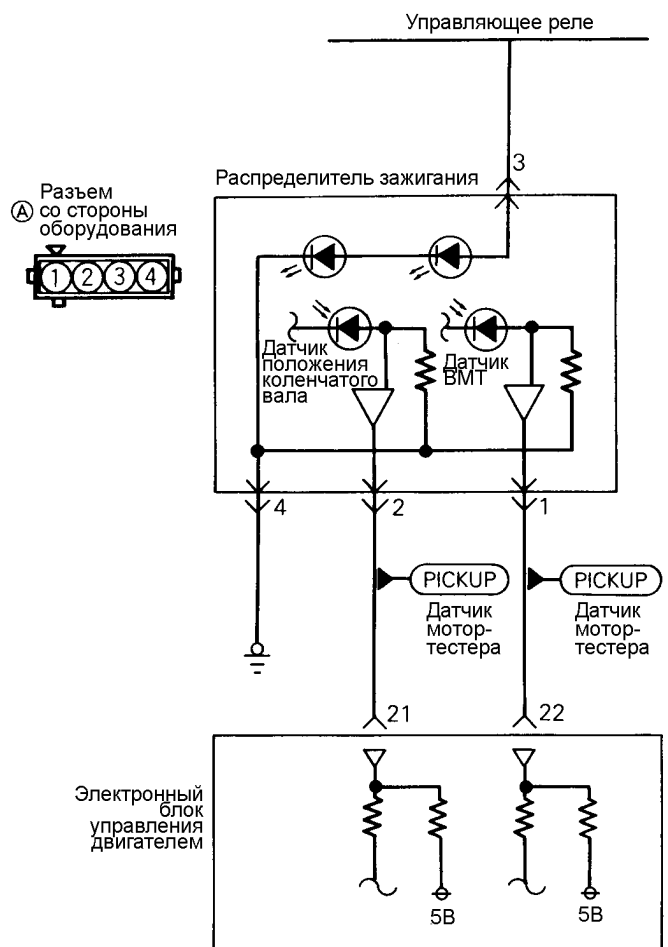 Управляющее реле
3
Распределитель зажигания
Разъем
А со стороны
оборудования
1 2 3 4
Датчик
положения
коленчатого
вала
Датчик
ВМТ
4
2
1
PICKUP
PICKUP
Датчик
мотор-
тестера
Датчик
мотор-
тестера
21
22
Электронный
блок
управления
двигателем
5В
5В